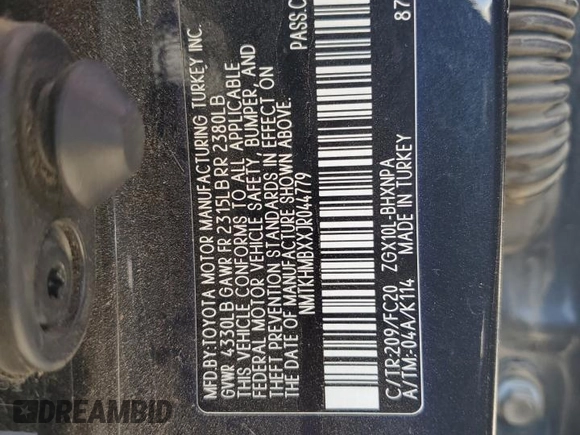 MFD.BY:TOYOTA MOTOR MANUFACTURING TURKEY INC.
GVWR 4330LB GAWR FR 2315LB RR 2380LB
THIS VEHICLE CONFORMS TO ALL APPLICABLE
FEDERAL MOTOR VEHICLE SAFETY, BUMPER, AND
THEFT PREVENTION STANDARDS IN EFFECT ON
THE DATE OF MANUFACTURE SHOWN ABOVE.
NMTKHMBXXJR044779
PASS.C
87
C/TR:209/FC20 ZGX10L-BHXNPA
A/TM:-04A/K114 MADE IN TURKEY
DREAMBID